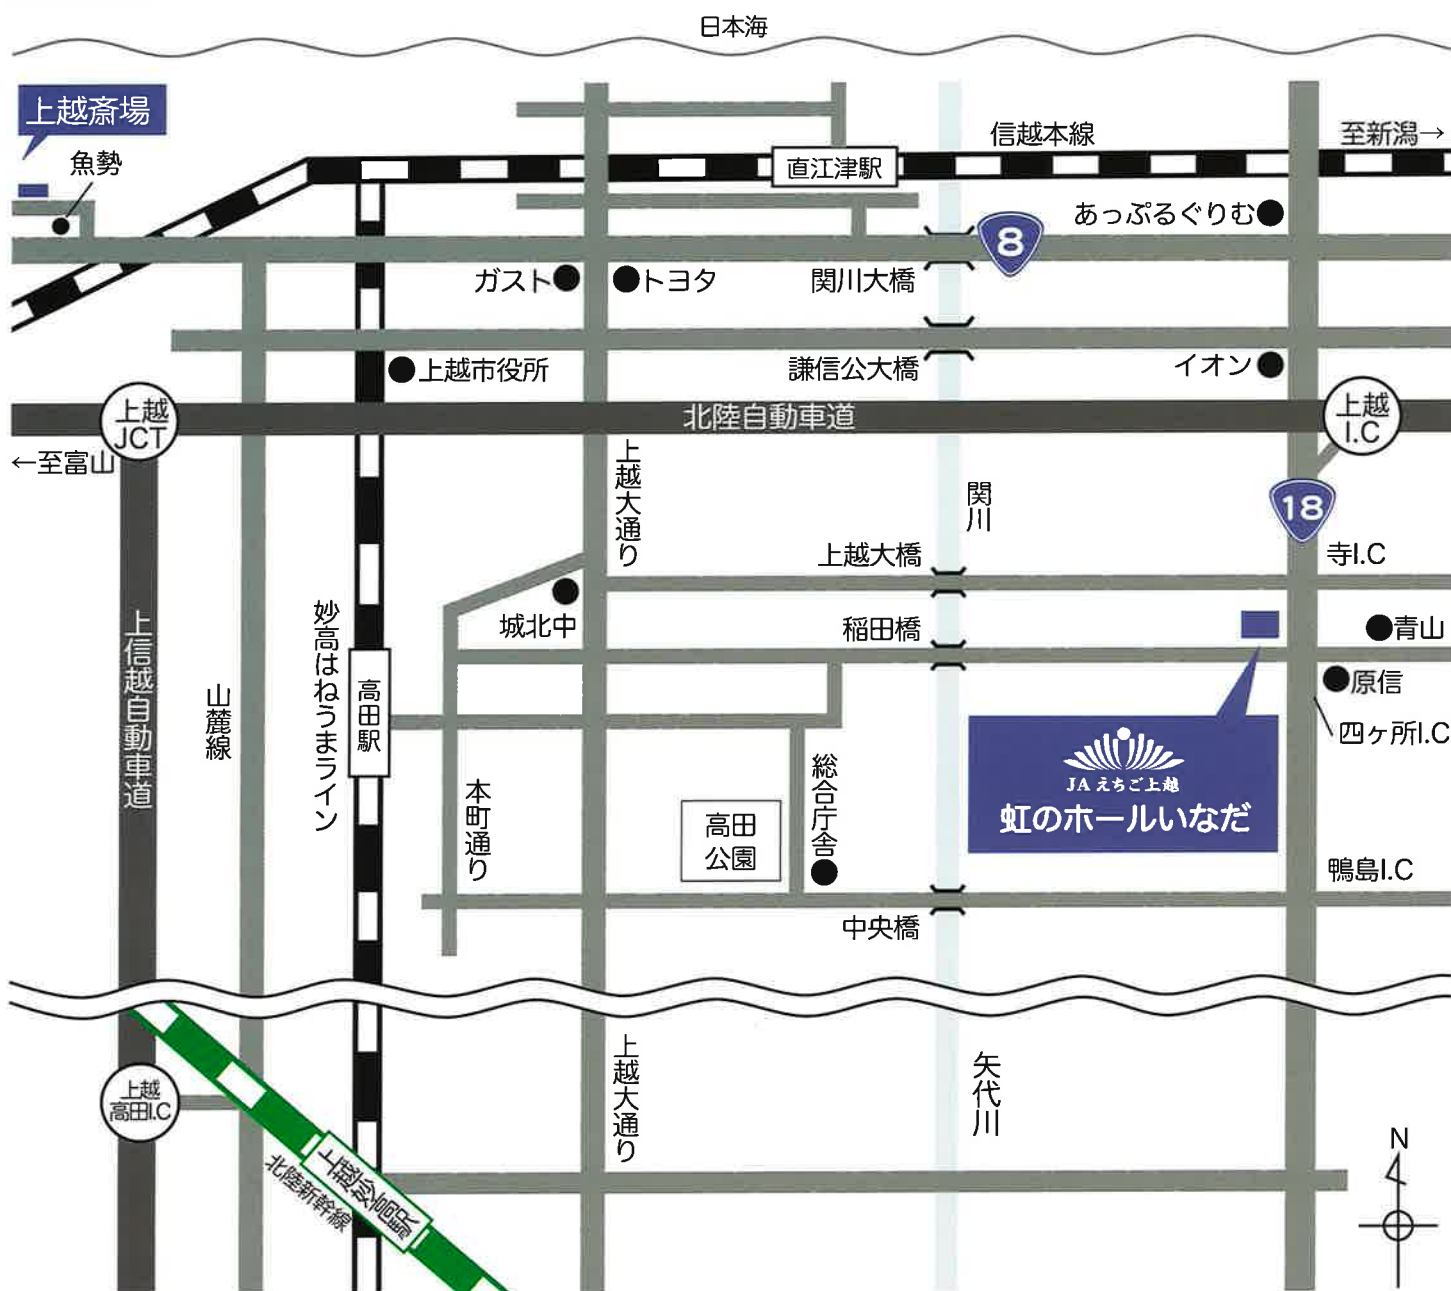 日本海
上越斎場
魚勢
信越本線
至新潟→
直江津駅
あっぷるぐりむ
8
ガスト
トヨタ
関川大橋
上越市役所
謙信公大橋
イオン
上越
JCT
北陸自動車道
上越
I.C
←至富山
上越大通り
関川
18
上越大橋
寺I.C
城北中
稲田橋
青山
妙高はねうまライン
上信越自動車道
山麓線
高田駅
原信
四ヶ所I.C
JA えちご上越
虹のホールいなだ
本町通り
総合庁舎
高田
公園
鴨島I.C
中央橋
上越大通り
矢代川
上越
高田I.C
上越妙高駅
北陸新幹線
N